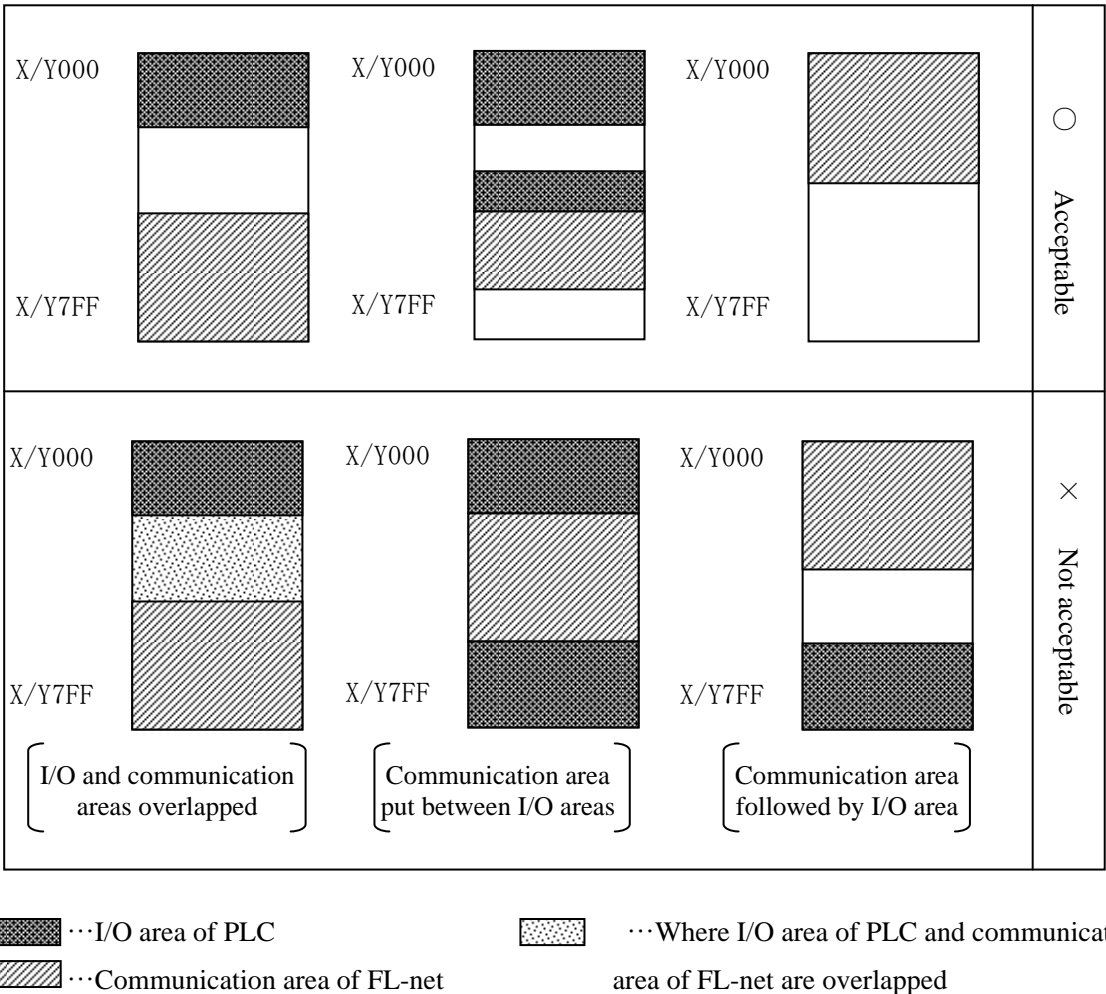 X/Y000
X/Y000
X/Y000
X/Y7FF
X/Y7FF
X/Y7FF
○ Acceptable
X/Y000
X/Y000
X/Y000
X/Y7FF
X/Y7FF
X/Y7FF
× Not acceptable
I/O and communication
areas overlapped
Communication area
put between I/O areas
Communication area
followed by I/O area
⋯I/O area of PLC
⋯Where I/O area of PLC and communicat
⋯Communication area of FL-net
area of FL-net are overlapped